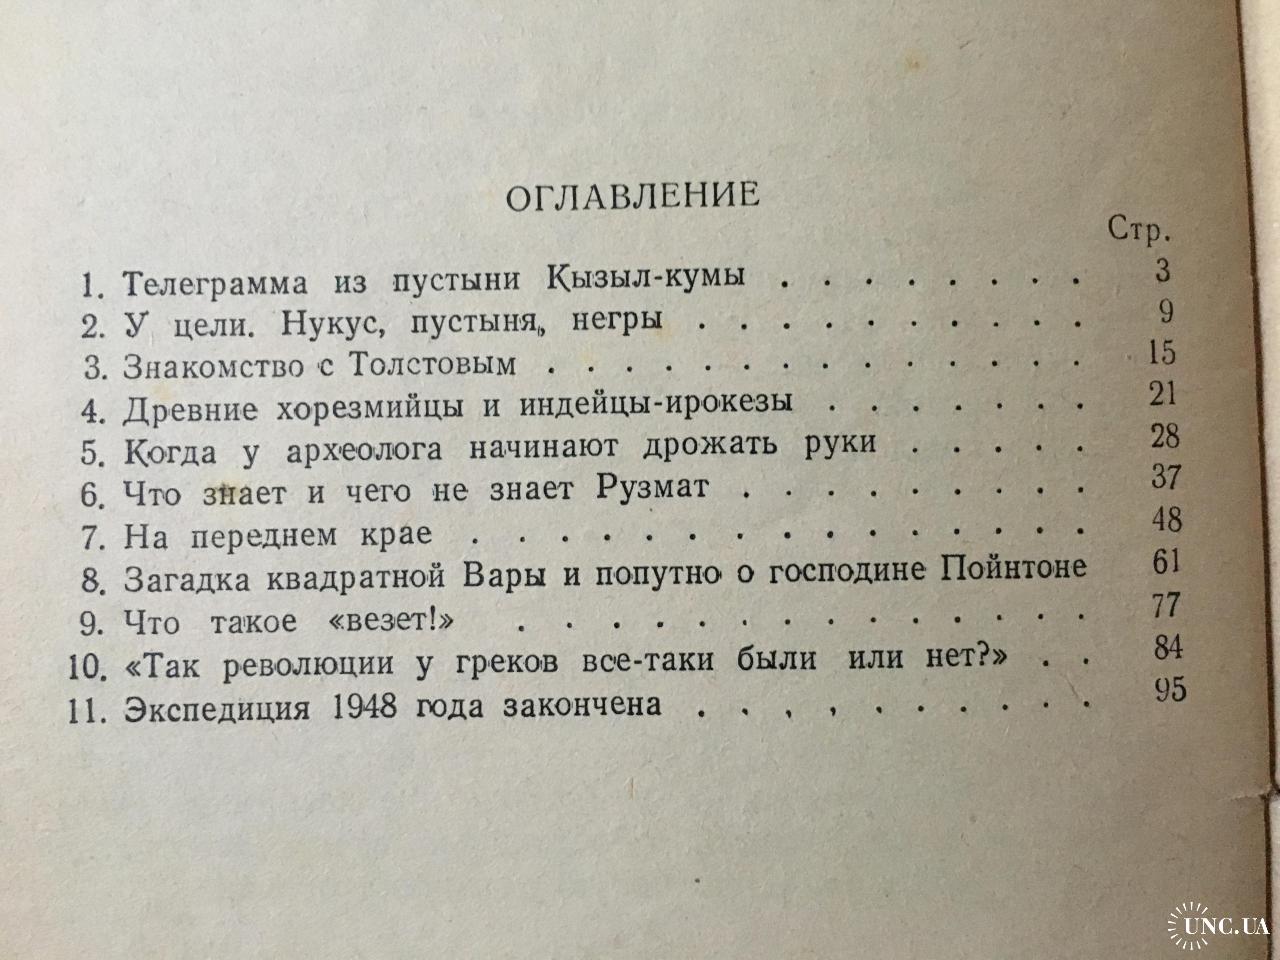 ОГЛАВЛЕНИЕ
Стр.
1. Телеграмма из пустыни Кызыл-кумы . . . . . . . . 3
2. У цели. Нукус, пустыня, негры . . . . . . . . . . 9
3. Знакомство с Толстовым . . . . . . . . . . . . . . 15
4. Древние хорезмийцы и индейцы-ирокезы . . . . . . . 21
5. Когда у археолога начинают дрожать руки . . . . . 28
6. Что знает и чего не знает Рузмат . . . . . . . . . 37
7. На переднем крае . . . . . . . . . . . . . . . 48
8. Загадка квадратной Вары и попутно о господине Пойнтоне 61
9. Что такое «везет!» . . . . . . . . . . . . . 77
10. «Так революции у греков все-таки были или нет?» . . 84
11. Экспедиция 1948 года закончена . . . . . . . . . . 95
UNC.UA